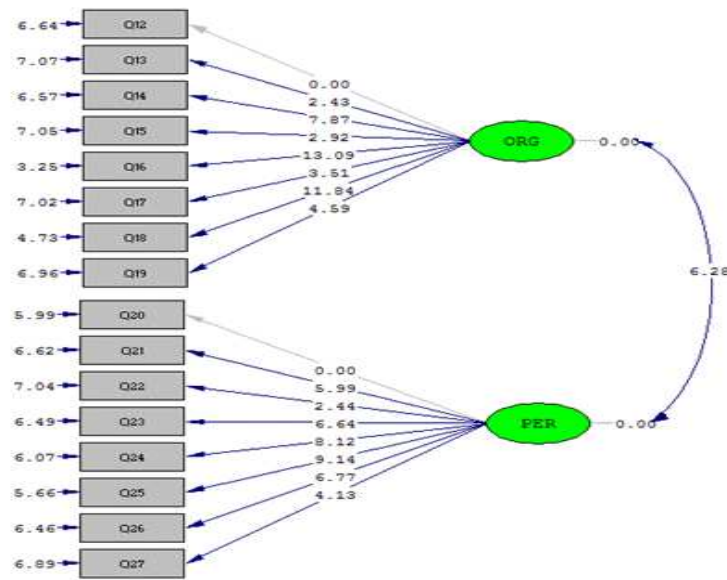 6.64 Q12
7.07 Q13
6.57 Q14
7.05 Q15
3.25 Q16
7.02 Q17
4.73 Q18
6.96 Q19
0.00
2.43
7.87
2.92
13.09
3.51
11.84
4.59
ORG 0.00
6.28
5.99 Q20
6.62 Q21
7.04 Q22
6.49 Q23
6.07 Q24
5.66 Q25
6.46 Q26
6.89 Q27
0.00
5.99
2.44
6.64
8.12
9.14
6.77
4.13
PER 0.00